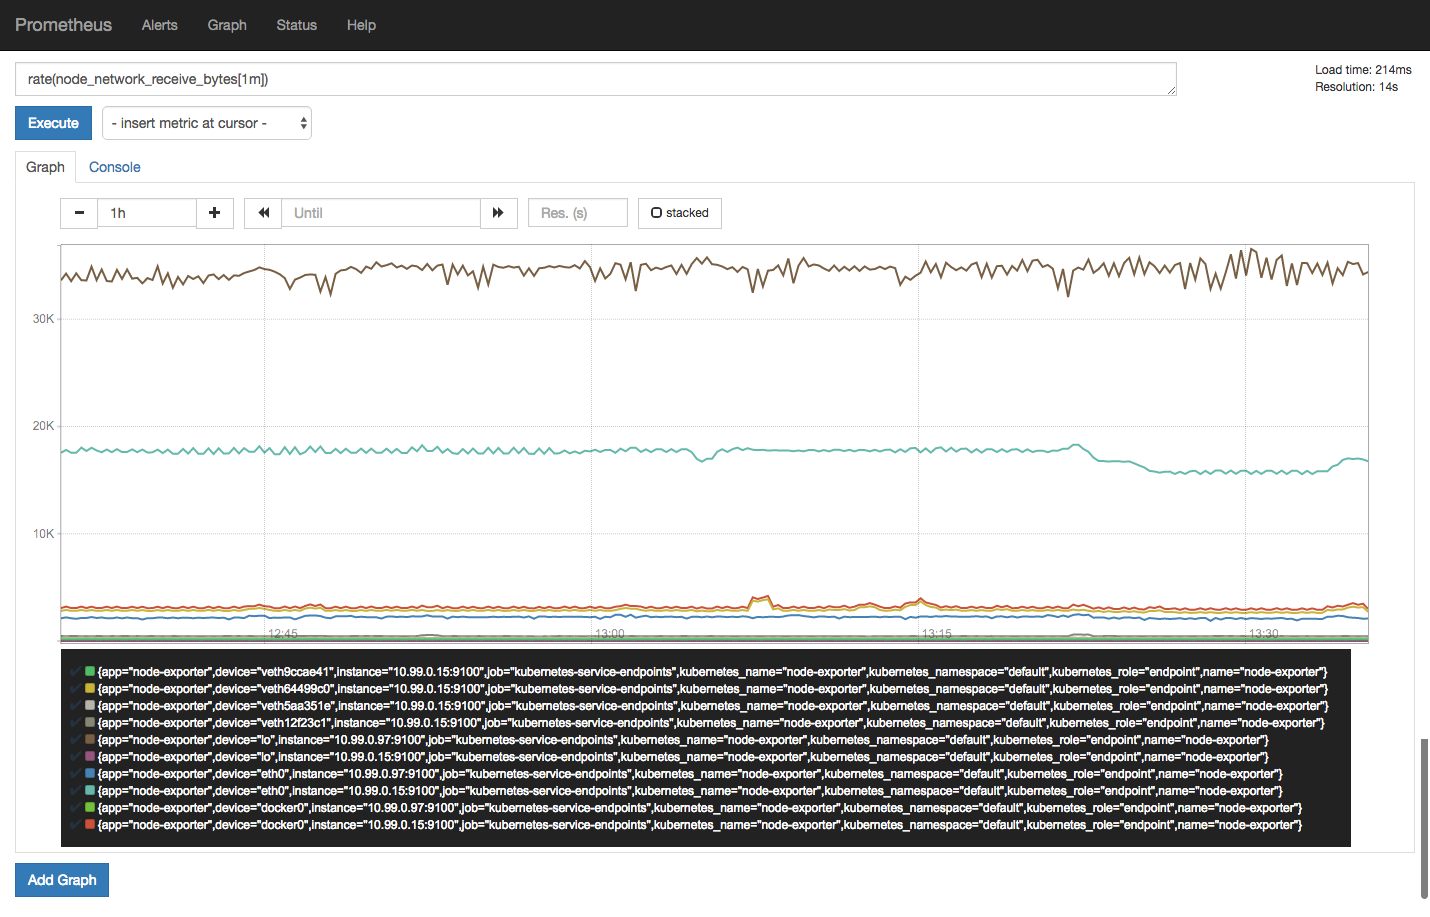 Prometheus Alerts Graph Status Help
rate(node_network_receive_bytes[1m])
Load time: 214ms
Resolution: 14s
Execute - insert metric at cursor -
Graph Console
1h Until Res. (s) stacked
30K
20K
10K
12:45 13:00 13:15 13:30
{app="node-exporter",device="veth9ccae41",instance="10.99.0.15:9100",job="kubernetes-service-endpoints",kubernetes_name="node-exporter",kubernetes_namespace="default",kubernetes_role="endpoint",name="node-exporter"}
{app="node-exporter",device="veth64499c0",instance="10.99.0.15:9100",job="kubernetes-service-endpoints",kubernetes_name="node-exporter",kubernetes_namespace="default",kubernetes_role="endpoint",name="node-exporter"}
{app="node-exporter",device="veth5aa351e",instance="10.99.0.15:9100",job="kubernetes-service-endpoints",kubernetes_name="node-exporter",kubernetes_namespace="default",kubernetes_role="endpoint",name="node-exporter"}
{app="node-exporter",device="veth12f23c1",instance="10.99.0.15:9100",job="kubernetes-service-endpoints",kubernetes_name="node-exporter",kubernetes_namespace="default",kubernetes_role="endpoint",name="node-exporter"}
{app="node-exporter",device="lo",instance="10.99.0.97:9100",job="kubernetes-service-endpoints",kubernetes_name="node-exporter",kubernetes_namespace="default",kubernetes_role="endpoint",name="node-exporter"}
{app="node-exporter",device="lo",instance="10.99.0.15:9100",job="kubernetes-service-endpoints",kubernetes_name="node-exporter",kubernetes_namespace="default",kubernetes_role="endpoint",name="node-exporter"}
{app="node-exporter",device="eth0",instance="10.99.0.97:9100",job="kubernetes-service-endpoints",kubernetes_name="node-exporter",kubernetes_namespace="default",kubernetes_role="endpoint",name="node-exporter"}
{app="node-exporter",device="eth0",instance="10.99.0.15:9100",job="kubernetes-service-endpoints",kubernetes_name="node-exporter",kubernetes_namespace="default",kubernetes_role="endpoint",name="node-exporter"}
{app="node-exporter",device="docker0",instance="10.99.0.97:9100",job="kubernetes-service-endpoints",kubernetes_name="node-exporter",kubernetes_namespace="default",kubernetes_role="endpoint",name="node-exporter"}
{app="node-exporter",device="docker0",instance="10.99.0.15:9100",job="kubernetes-service-endpoints",kubernetes_name="node-exporter",kubernetes_namespace="default",kubernetes_role="endpoint",name="node-exporter"}
Add Graph